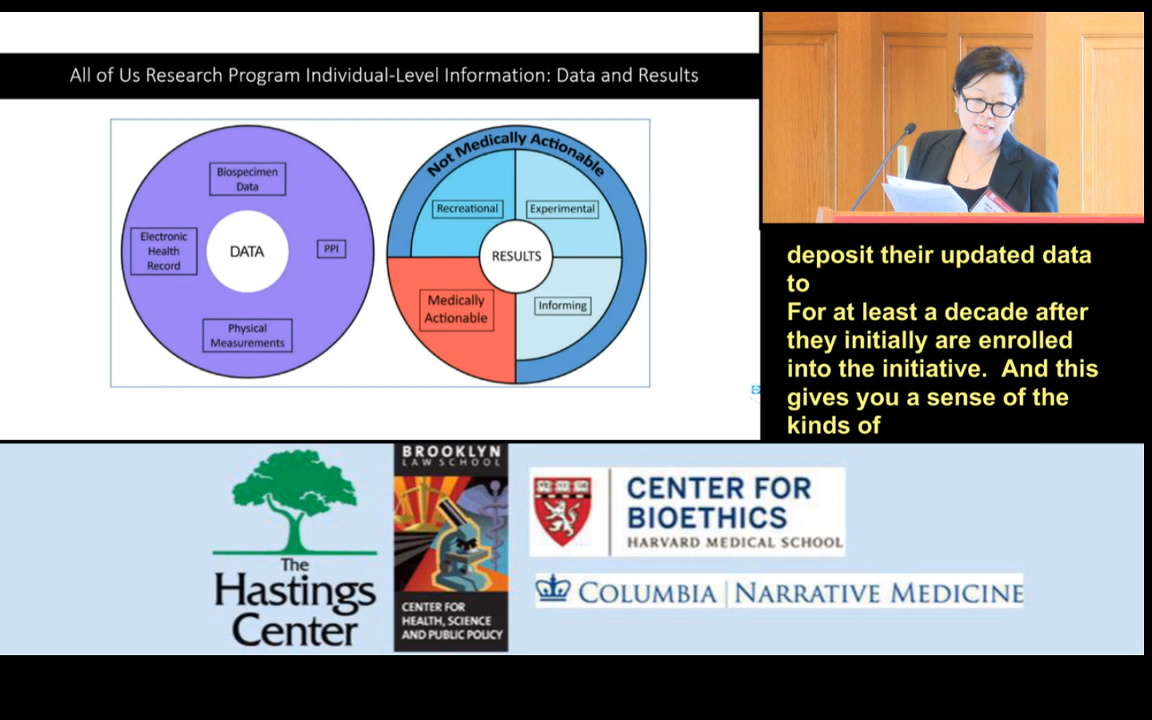 All of Us Research Program Individual-Level Information: Data and Results
Biospecimen
Data
Electronic
Health
Record
DATA
PPI
Physical
Measurements
Not Medically Actionable
Recreational
Experimental
RESULTS
Medically
Actionable
Informing
deposit their updated data
to
For at least a decade after
they initially are enrolled
into the initiative.  And this
gives you a sense of the
kinds of
The
Hastings
Center
BROOKLYN
LAW SCHOOL
CENTER FOR
HEALTH, SCIENCE
AND PUBLIC POLICY
VE RI TAS
CENTER FOR
BIOETHICS
HARVARD MEDICAL SCHOOL
COLUMBIA | NARRATIVE MEDICINE